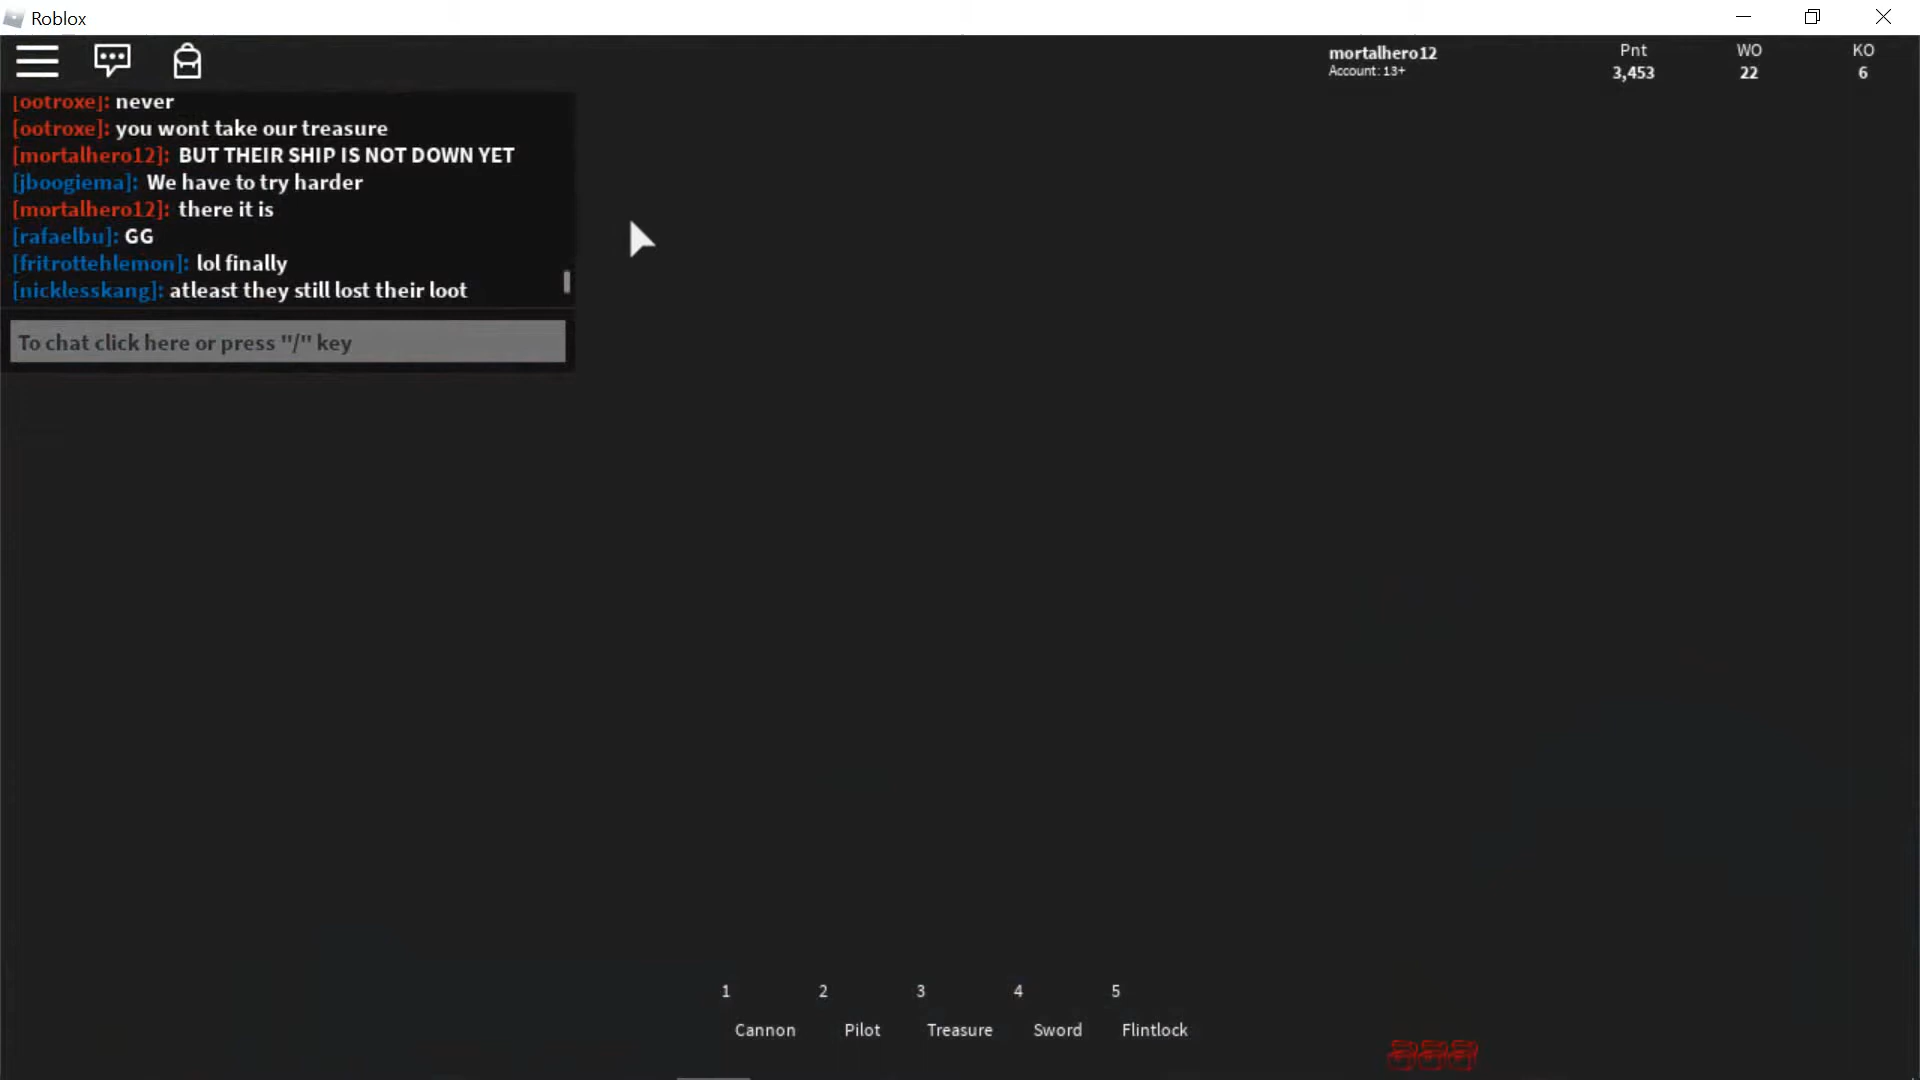 Roblox
mortalhero12
Account: 13+
Pnt
3,453
WO
22
KO
6
[ootroxe]: never
[ootroxe]: you wont take our treasure
[mortalhero12]: BUT THEIR SHIP IS NOT DOWN YET
[jboogiema]: We have to try harder
[mortalhero12]: there it is
[rafaelbu]: GG
[fritrottehlemon]: lol finally
[nicklesskang]: atleast they still lost their loot
To chat click here or press "/" key
1 2 3 4 5
Cannon Pilot Treasure Sword Flintlock